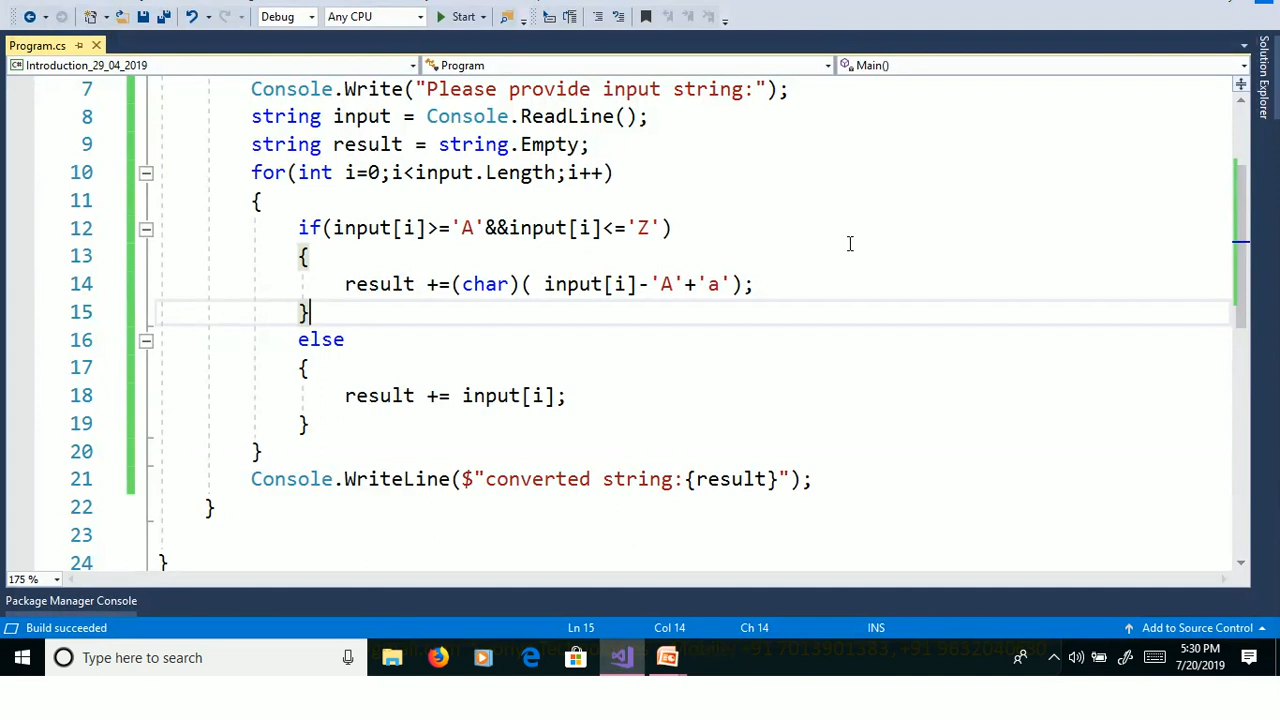 Debug Any CPU Start
Program.cs
Introduction_29_04_2019 Program Main()
Solution Explorer
7 Console.Write("Please provide input string:");
8 string input = Console.ReadLine();
9 string result = string.Empty;
10 for(int i=0;i<input.Length;i++)
11 {
12 if(input[i]>='A'&&input[i]<='Z')
13 {
14 result +=(char)( input[i]-'A'+'a');
15 }
16 else
17 {
18 result += input[i];
19 }
20 }
21 Console.WriteLine($"converted string:{result}");
22 }
23
24 }
175 %
Package Manager Console
Build succeeded Ln 15 Col 14 Ch 14 INS Add to Source Control
Type here to search +91 7013901383, +91 9632040680 5:30 PM
7/20/2019